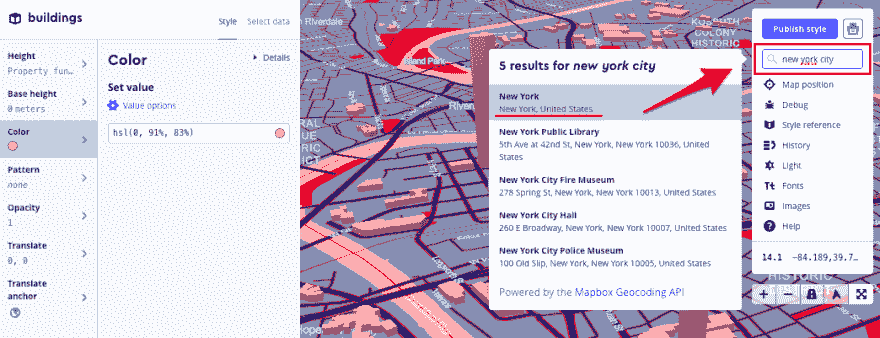 buildings
Style
Select data
Height
Property fun…
Base height
0 meters
Color
Pattern
none
Opacity
1
Translate
0, 0
Translate
anchor
Color
Details
Set value
Value options
hsl(0, 91%, 83%)
Riverdale
Island Park
KOSSUTH
COLONY
HISTORIC
5 results for new york city
New York
New York, United States
New York Public Library
5th Ave at 42nd St, New York, New York 10036, United
States
New York City Fire Museum
278 Spring St, New York, New York 10013, United States
New York City Hall
260 E Broadway, New York, New York 10007, United States
New York City Police Museum
100 Old Slip, New York, New York 10005, United States
Powered by the Mapbox Geocoding API
Publish style
new york city
Map position
Debug
Style reference
History
Light
Fonts
Images
Help
14.1 -84.189,39.7…
HISTORIC